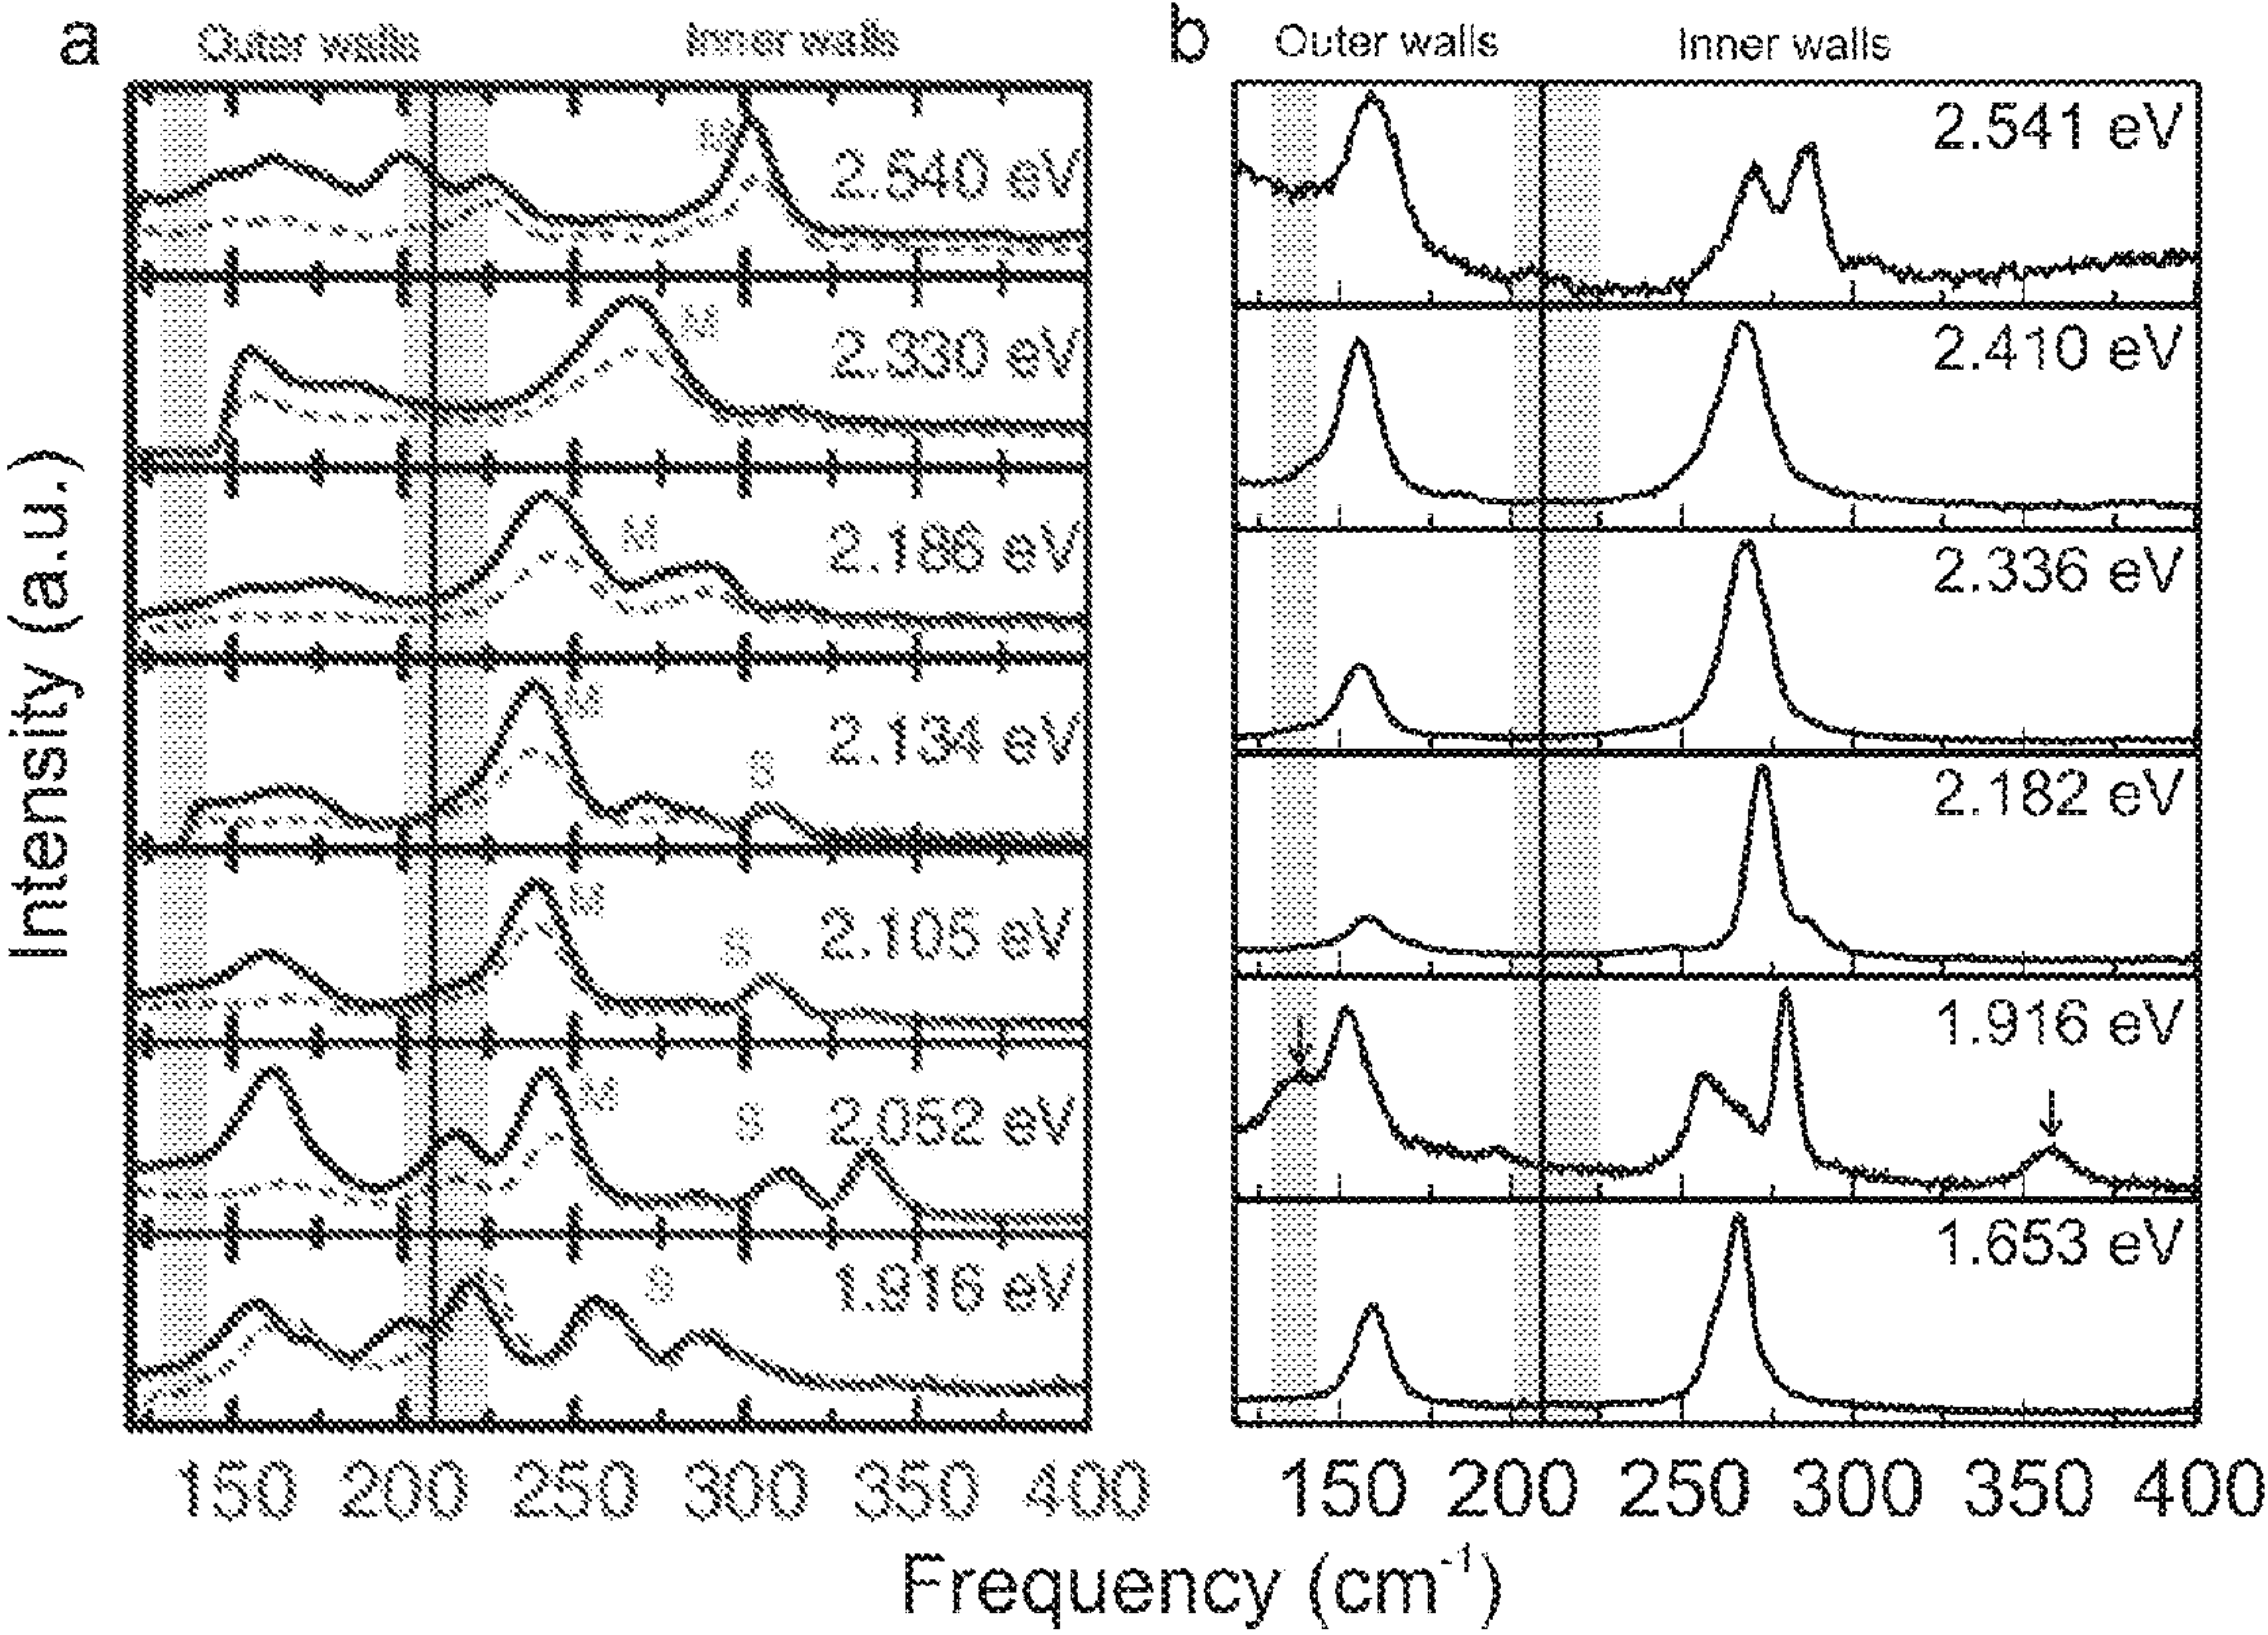 a Outer walls Inner walls
b Outer walls Inner walls
Intensity (a.u.)
M 2.540 eV
M 2.330 eV
M 2.186 eV
M S 2.134 eV
M S 2.105 eV
M S 2.052 eV
S 1.916 eV
150 200 250 300 350 400
2.541 eV
2.410 eV
2.336 eV
2.182 eV
1.916 eV
1.653 eV
150 200 250 300 350 400
Frequency (cm⁻¹)